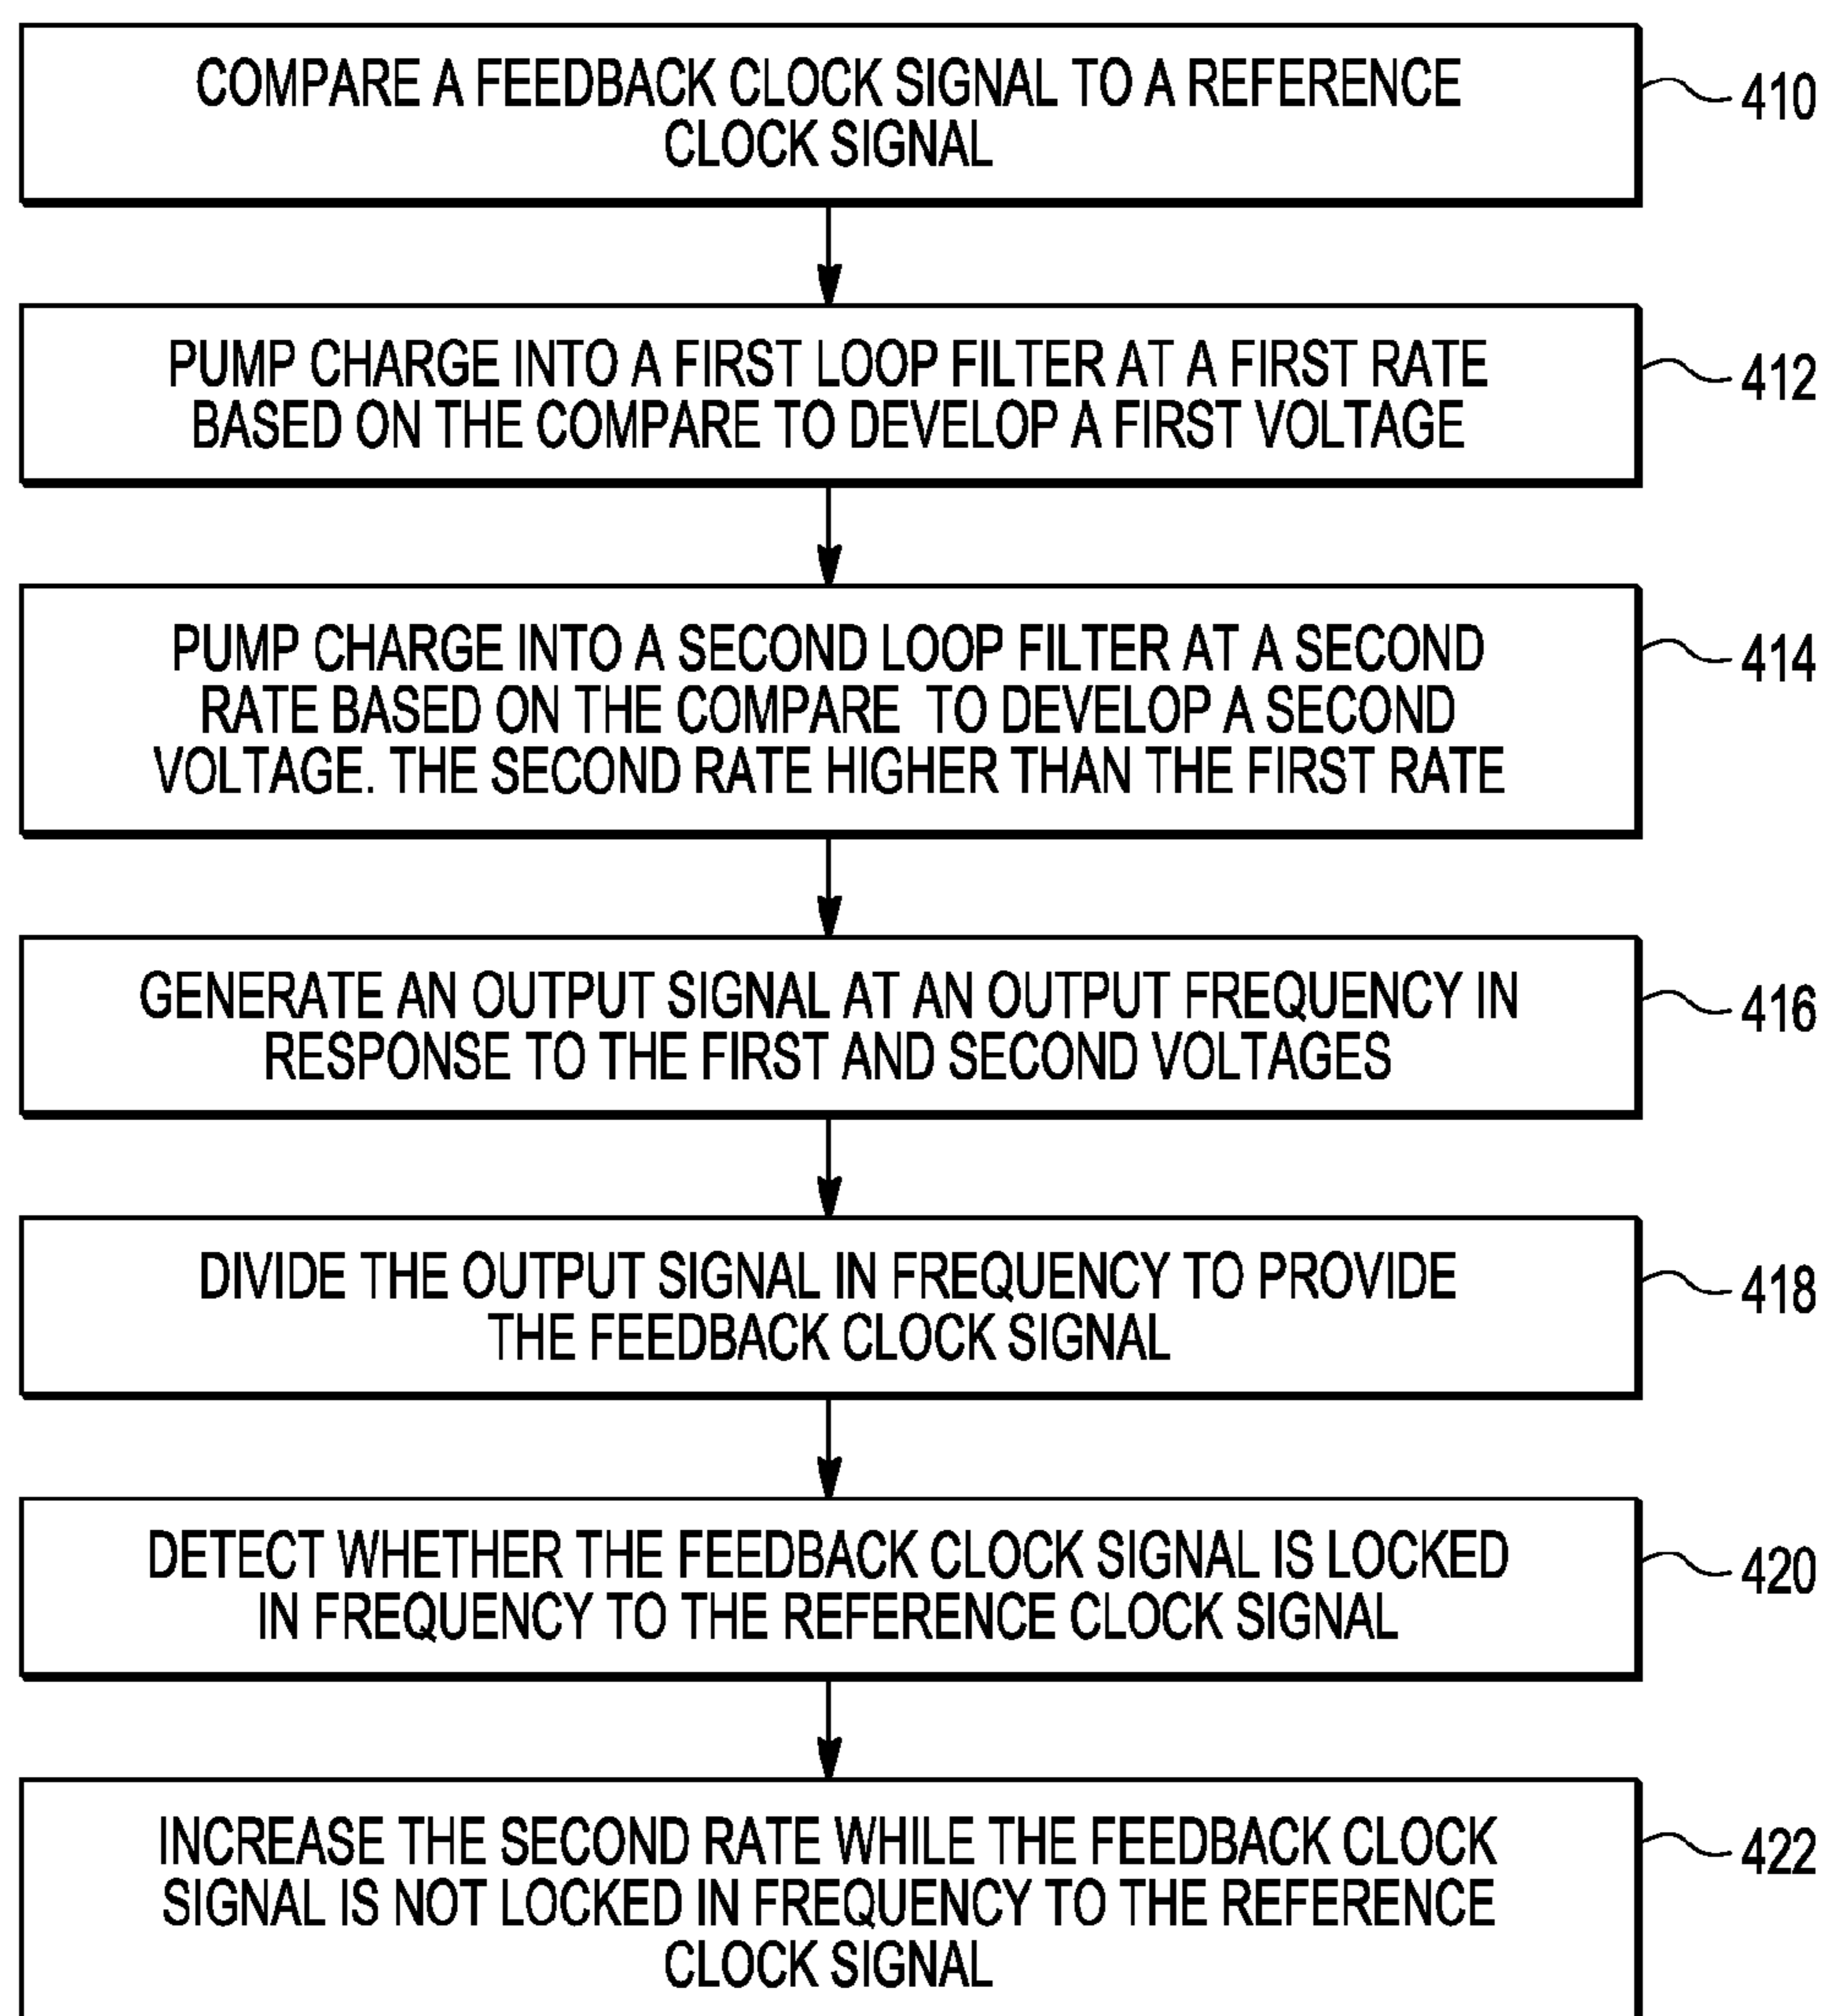 COMPARE A FEEDBACK CLOCK SIGNAL TO A REFERENCE
CLOCK SIGNAL
410
PUMP CHARGE INTO A FIRST LOOP FILTER AT A FIRST RATE
BASED ON THE COMPARE TO DEVELOP A FIRST VOLTAGE
412
PUMP CHARGE INTO A SECOND LOOP FILTER AT A SECOND
RATE BASED ON THE COMPARE TO DEVELOP A SECOND
VOLTAGE. THE SECOND RATE HIGHER THAN THE FIRST RATE
414
GENERATE AN OUTPUT SIGNAL AT AN OUTPUT FREQUENCY IN
RESPONSE TO THE FIRST AND SECOND VOLTAGES
416
DIVIDE THE OUTPUT SIGNAL IN FREQUENCY TO PROVIDE
THE FEEDBACK CLOCK SIGNAL
418
DETECT WHETHER THE FEEDBACK CLOCK SIGNAL IS LOCKED
IN FREQUENCY TO THE REFERENCE CLOCK SIGNAL
420
INCREASE THE SECOND RATE WHILE THE FEEDBACK CLOCK
SIGNAL IS NOT LOCKED IN FREQUENCY TO THE REFERENCE
CLOCK SIGNAL
422